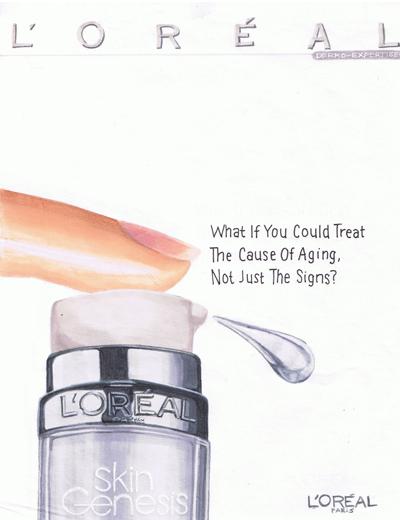 L'ORÉAL
DERMO-EXPERTISE
What If You Could Treat
The Cause Of Aging,
Not Just The Signs?
L'ORÉAL
Skin
Genesis
L'ORÉAL
PARIS